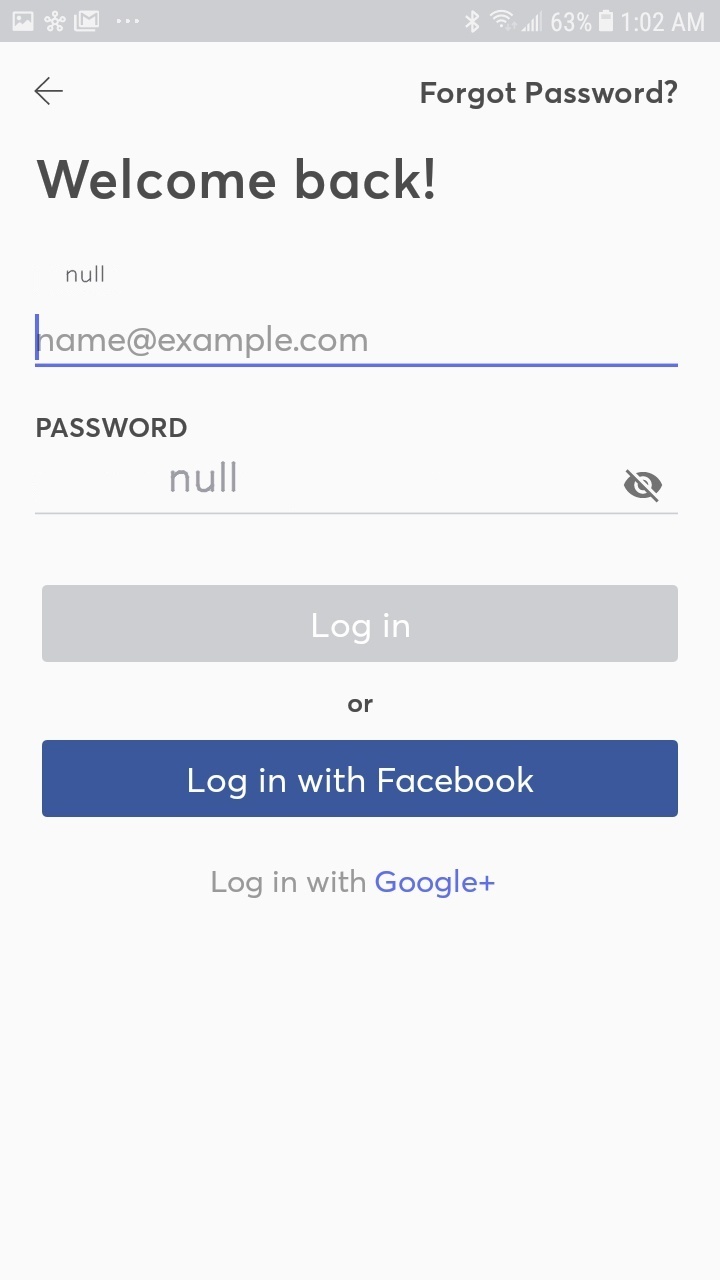 63% 1:02 AM
Forgot Password?
Welcome back!
null
name@example.com
PASSWORD
null
Log in
or
Log in with Facebook
Log in with Google+